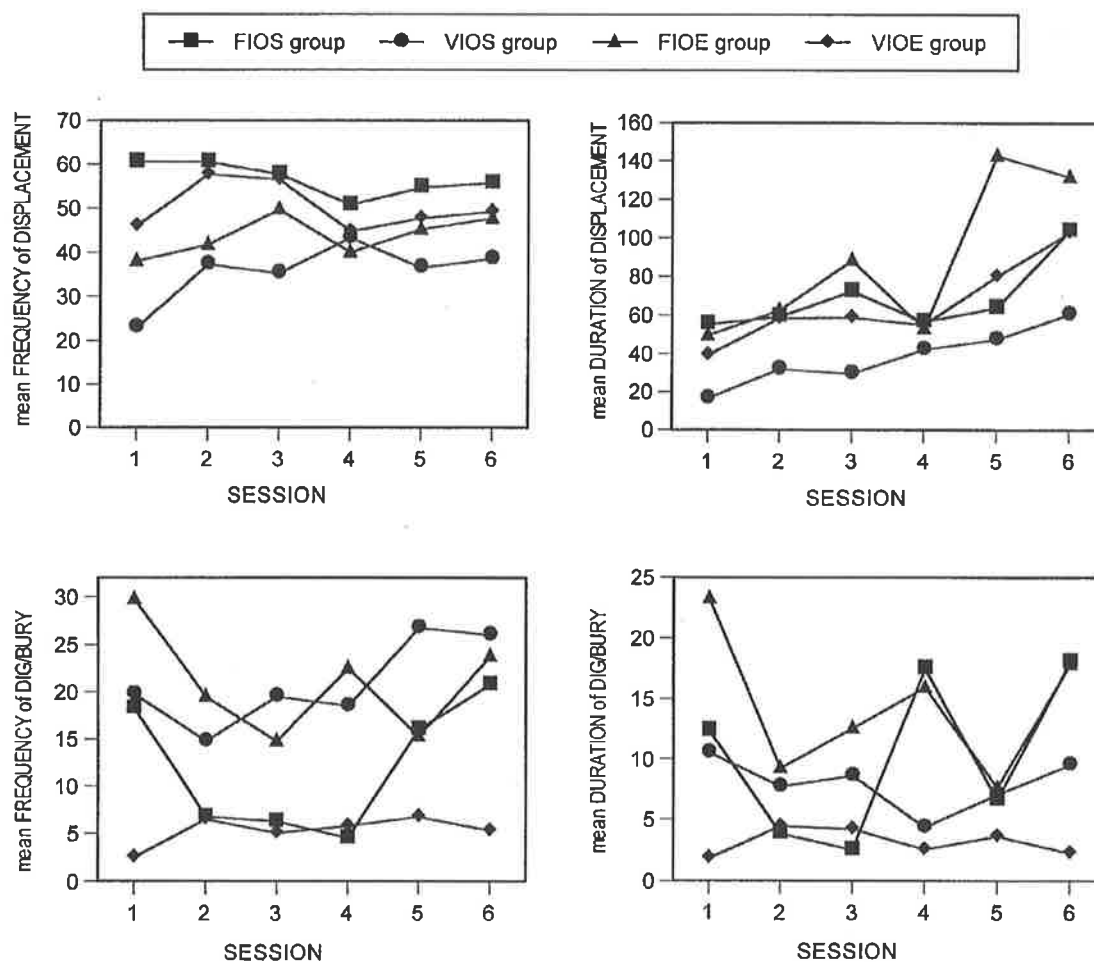 FIOS group VIOS group FIOE group VIOE group
mean FREQUENCY of DISPLACEMENT
70
60
50
40
30
20
10
0
1 2 3 4 5 6
SESSION
mean DURATION of DISPLACEMENT
160
140
120
100
80
60
40
20
0
1 2 3 4 5 6
SESSION
mean FREQUENCY of DIG/BURY
30
25
20
15
10
5
0
1 2 3 4 5 6
SESSION
mean DURATION of DIG/BURY
25
20
15
10
5
0
1 2 3 4 5 6
SESSION